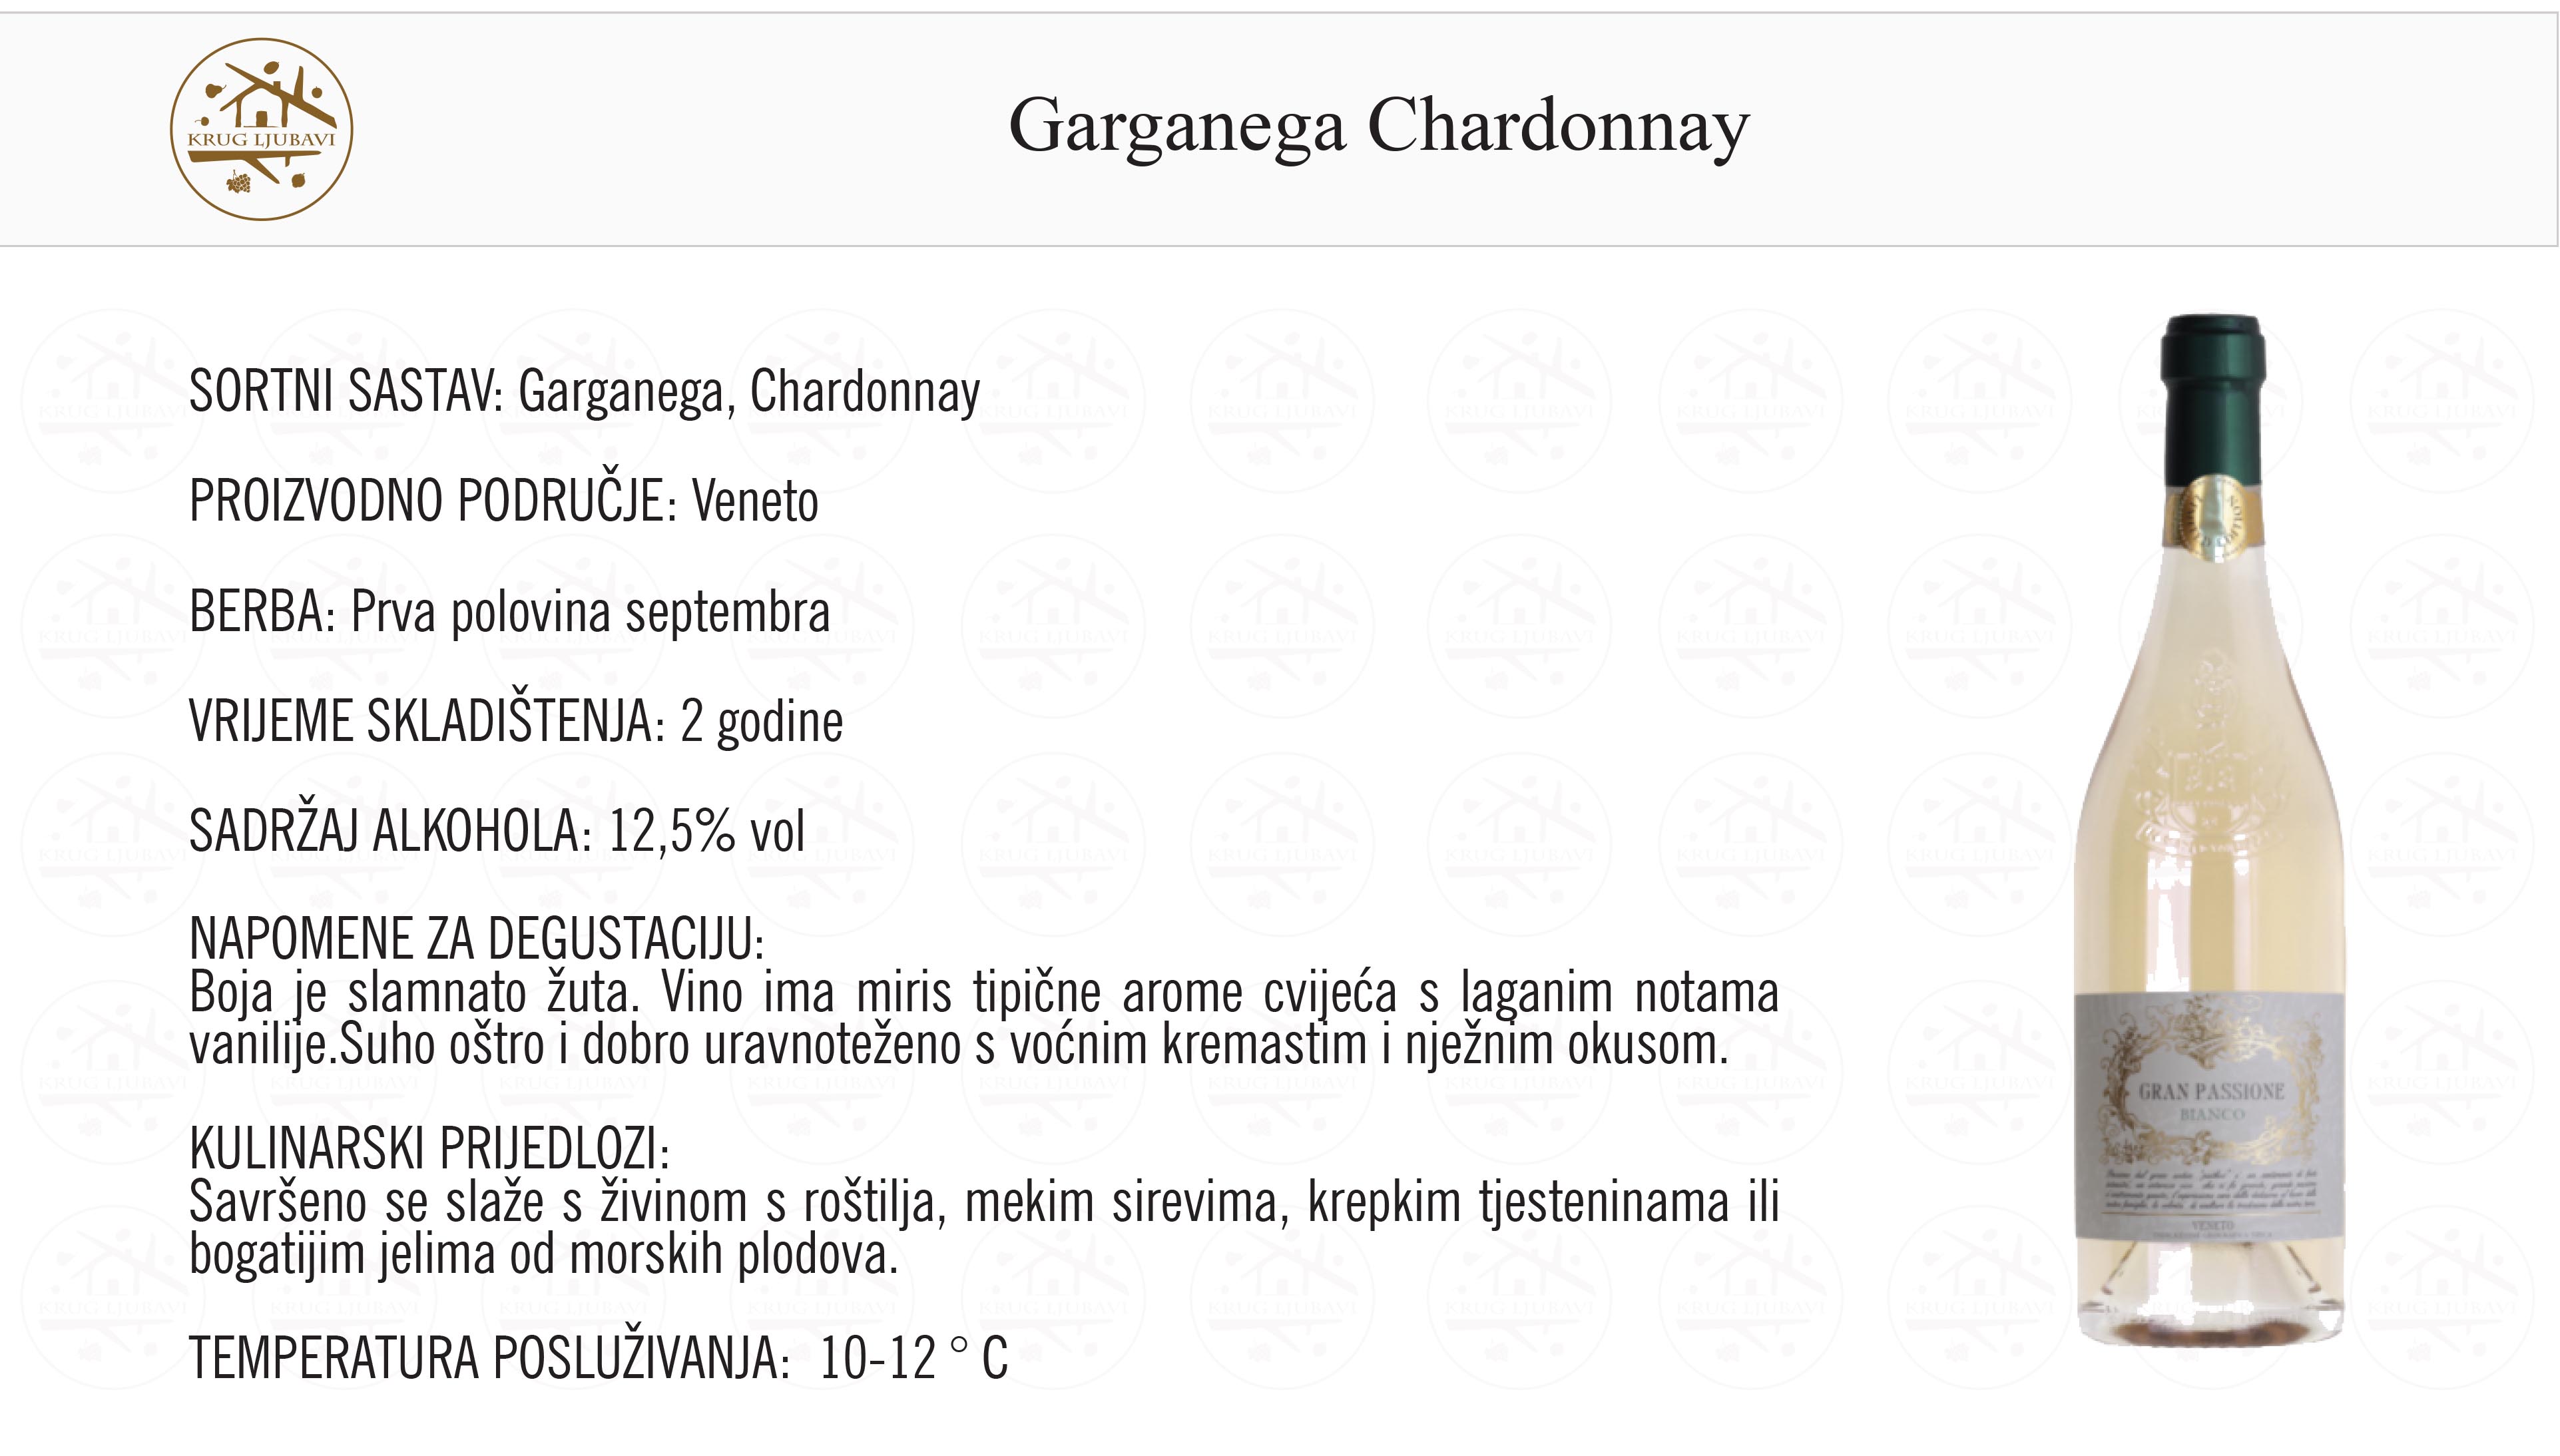 KRUG LJUBAVI
Garganega Chardonnay
SORTNI SASTAV: Garganega, Chardonnay
PROIZVODNO PODRUČJE: Veneto
BERBA: Prva polovina septembra
VRIJEME SKLADIŠTENJA: 2 godine
SADRŽAJ ALKOHOLA: 12,5% vol
NAPOMENE ZA DEGUSTACIJU:
Boja je slamnato žuta. Vino ima miris tipične arome cvijeća s laganim notama
vanilije.Suho oštro i dobro uravnoteženo s voćnim kremastim i nježnim okusom.
KULINARSKI PRIJEDLOZI:
Savršeno se slaže s živinom s roštilja, mekim sirevima, krepkim tjesteninama ili
bogatijim jelima od morskih plodova.
TEMPERATURA POSLUŽIVANJA: 10-12 ° C
GRAN PASSIONE
BIANCO
VENETO